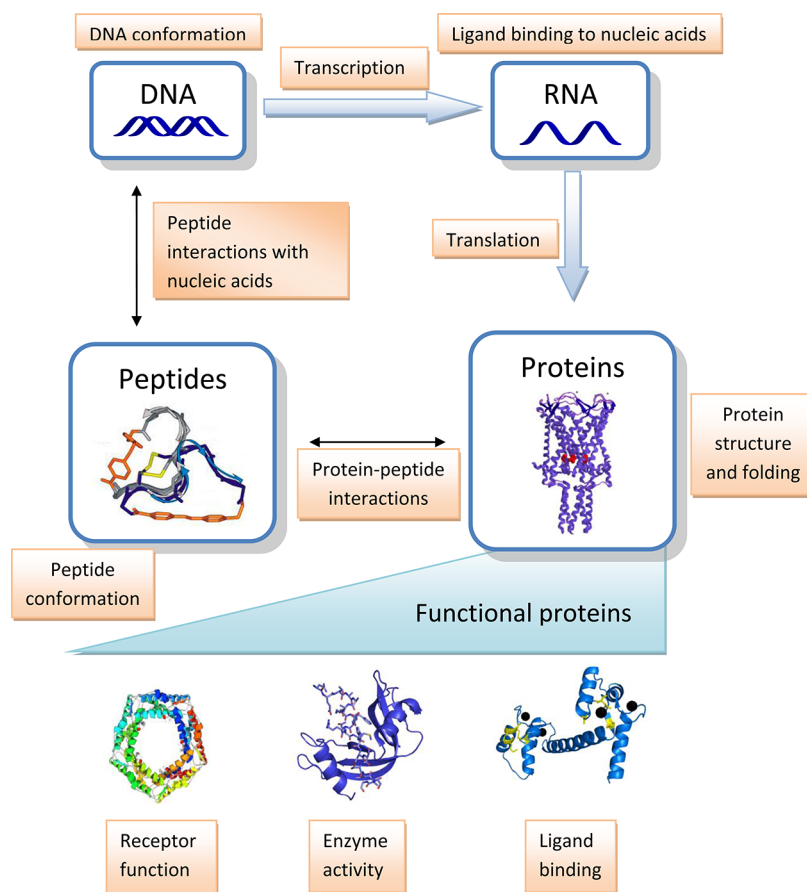 DNA conformation
Ligand binding to nucleic acids
Transcription
DNA
RNA
Peptide
interactions with
nucleic acids
Translation
Peptides
Proteins
Protein
structure
and folding
Protein-peptide
interactions
Peptide
conformation
Functional proteins
Receptor
function
Enzyme
activity
Ligand
binding